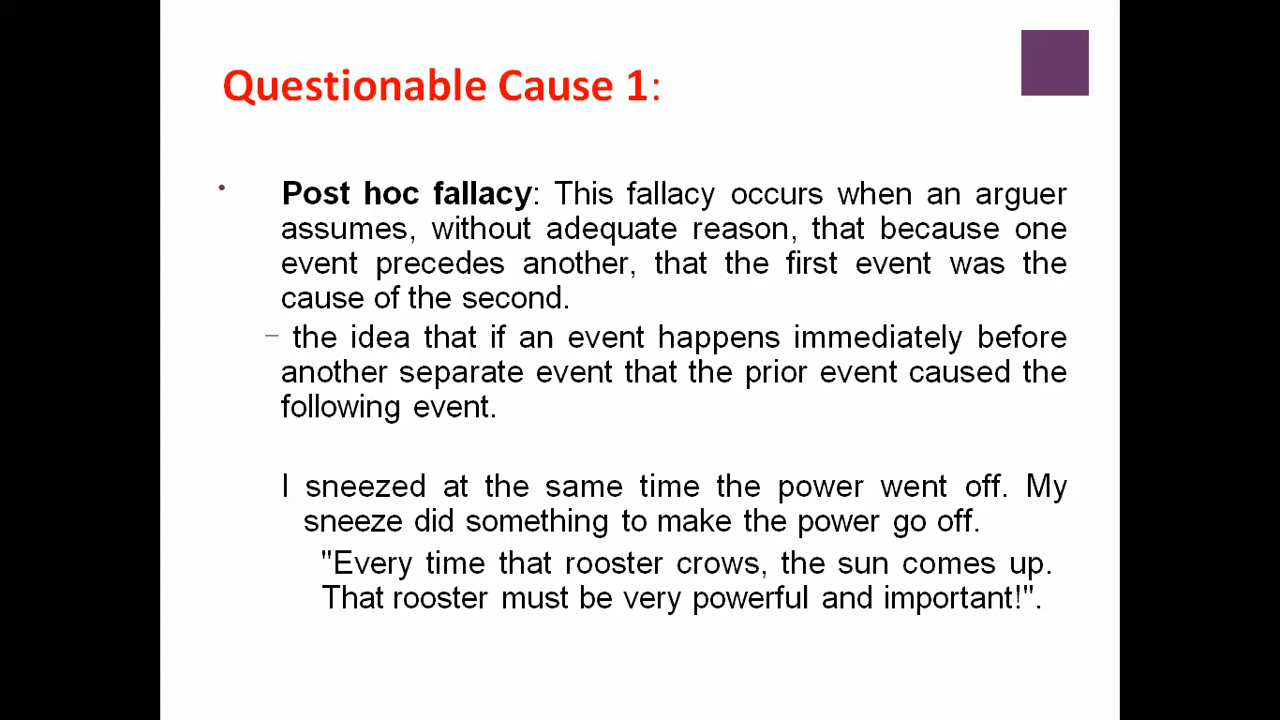 Questionable Cause 1:
• Post hoc fallacy: This fallacy occurs when an arguer
assumes, without adequate reason, that because one
event precedes another, that the first event was the
cause of the second.
– the idea that if an event happens immediately before
another separate event that the prior event caused the
following event.
I sneezed at the same time the power went off. My
sneeze did something to make the power go off.
"Every time that rooster crows, the sun comes up.
That rooster must be very powerful and important!".